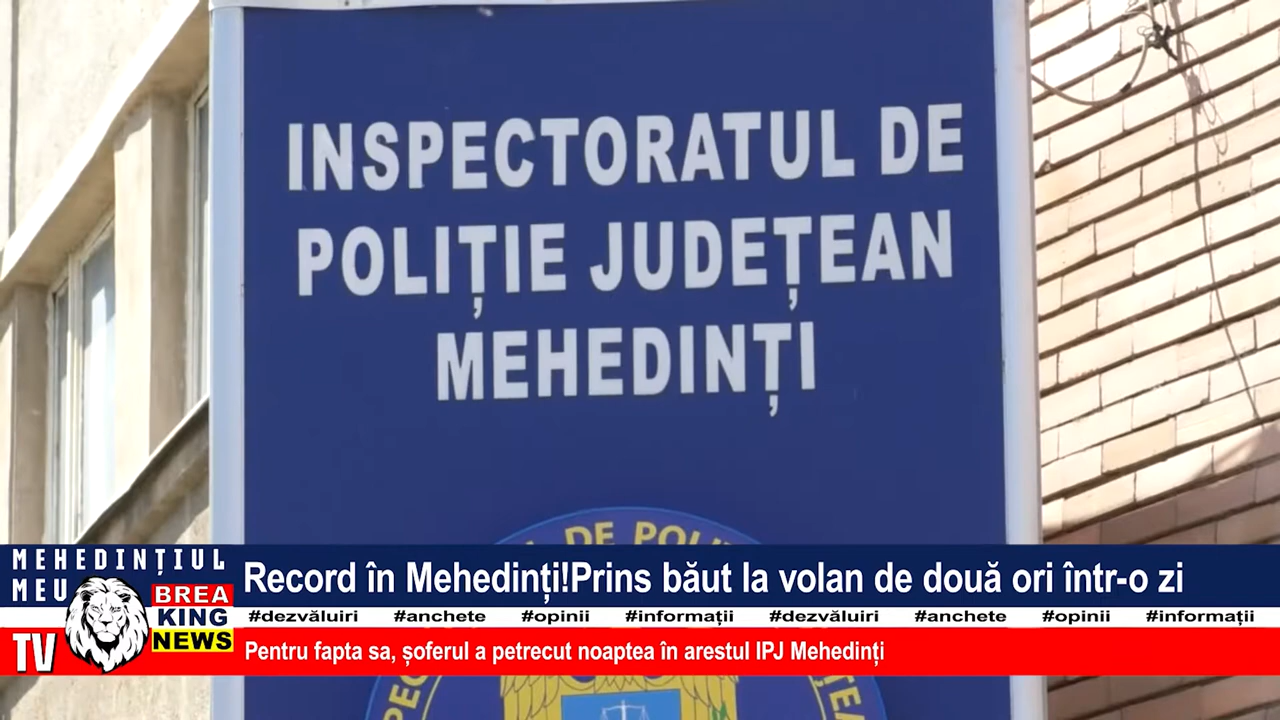 INSPECTORATUL DE
POLIȚIE JUDEȚEAN
MEHEDINȚI
DE POLI
MEHEDINȚIUL
MEU
TV
BREA
KING
NEWS
Record în Mehedinți!Prins băut la volan de două ori într-o zi
#dezvăluiri #anchete #opinii #informații #dezvăluiri #anchete #opinii #informații
Pentru fapta sa, șoferul a petrecut noaptea în arestul IPJ Mehedinți